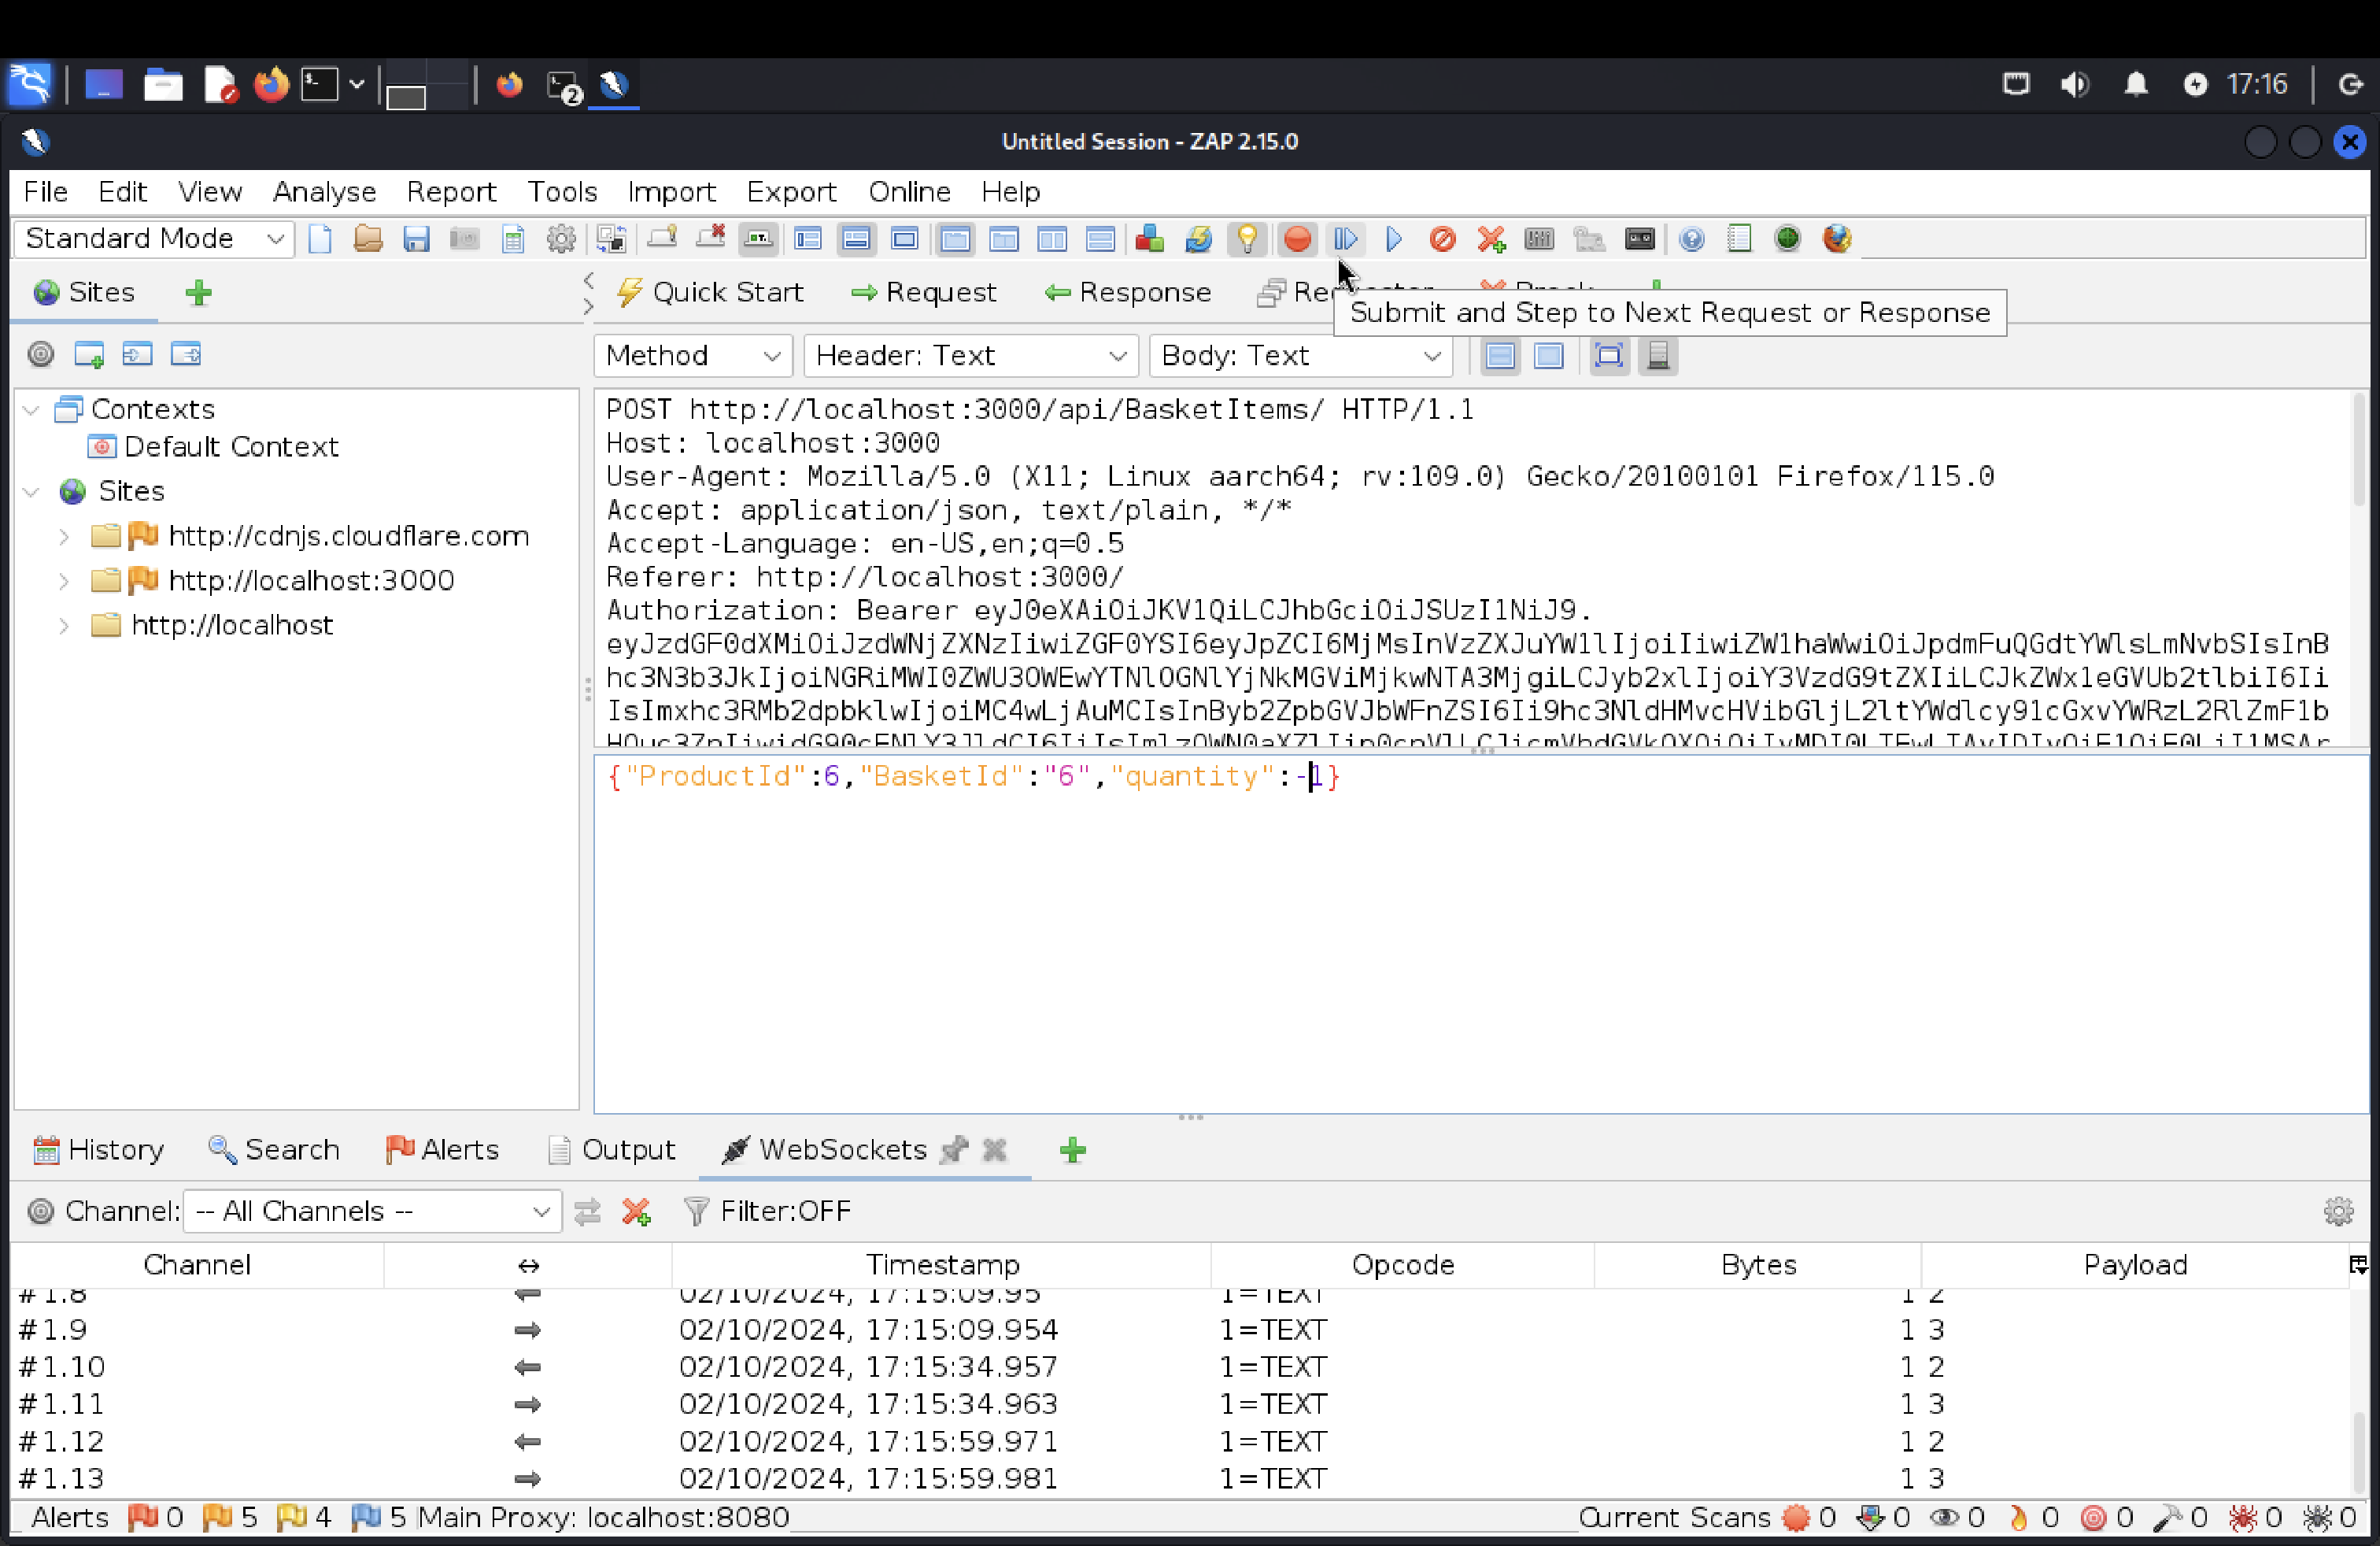 2
17:16
Untitled Session - ZAP 2.15.0
File Edit View Analyse Report Tools Import Export Online Help
Standard Mode
Sites
Quick Start Request Response
Submit and Step to Next Request or Response
Method Header: Text Body: Text
Contexts
Default Context
Sites
http://cdnjs.cloudflare.com
http://localhost:3000
http://localhost
POST http://localhost:3000/api/BasketItems/ HTTP/1.1
Host: localhost:3000
User-Agent: Mozilla/5.0 (X11; Linux aarch64; rv:109.0) Gecko/20100101 Firefox/115.0
Accept: application/json, text/plain, */*
Accept-Language: en-US,en;q=0.5
Referer: http://localhost:3000/
Authorization: Bearer eyJ0eXAiOiJKV1QiLCJhbGciOiJSUzI1NiJ9.
eyJzdGF0dXMiOiJzdWNjZXNzIiwiZGF0YSI6eyJpZCI6MjMsInVzZXJuYW1lIjoiIiwiZW1haWwiOiJpdmFuQGdtYWlsLmNvbSIsInB
hc3N3b3JkIjoiNGRiMWI0ZWU3OWEwYTNlOGNlYjNkMGViMjkwNTA3MjgiLCJyb2xlIjoiY3VzdG9tZXIiLCJkZWx1eGVUb2tlbiI6Ii
IsImxhc3RMb2dpbklwIjoiMC4wLjAuMCIsInByb2ZpbGVJbWFnZSI6Ii9hc3NldHMvcHVibGljL2ltYWdlcy91cGxvYWRzL2RlZmF1b
{"ProductId":6,"BasketId":"6","quantity":-1}
History Search Alerts Output WebSockets
Channel: -- All Channels -- Filter:OFF
Channel ↔ Timestamp Opcode Bytes Payload
#1.8 02/10/2024, 17:15:09.95 1=TEXT 1 2
#1.9 02/10/2024, 17:15:09.954 1=TEXT 1 3
#1.10 02/10/2024, 17:15:34.957 1=TEXT 1 2
#1.11 02/10/2024, 17:15:34.963 1=TEXT 1 3
#1.12 02/10/2024, 17:15:59.971 1=TEXT 1 2
#1.13 02/10/2024, 17:15:59.981 1=TEXT 1 3
Alerts 0 5 4 5 Main Proxy: localhost:8080 Current Scans 0 0 0 0 0 0 0 0